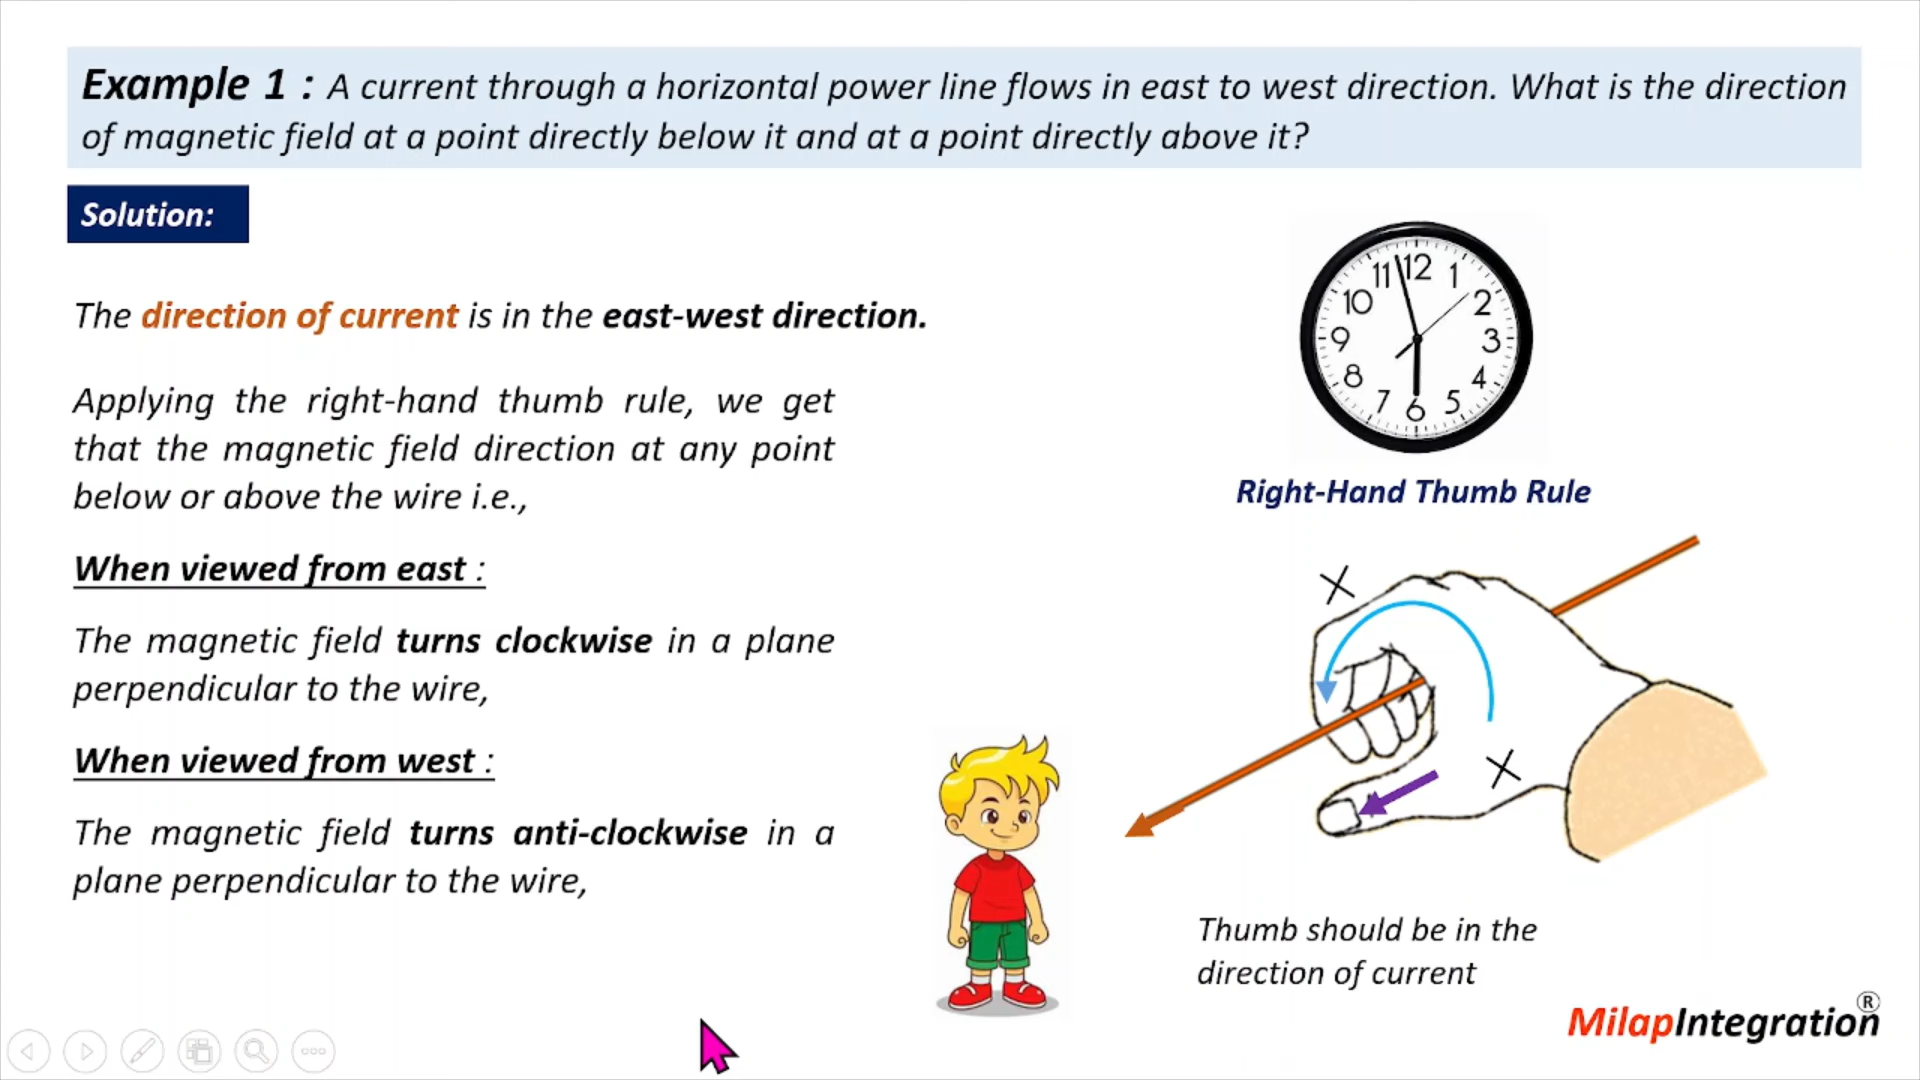 Example 1 : A current through a horizontal power line flows in east to west direction. What is the direction
of magnetic field at a point directly below it and at a point directly above it?
Solution:
The direction of current is in the east-west direction.
Applying the right-hand thumb rule, we get
that the magnetic field direction at any point
below or above the wire i.e.,
When viewed from east :
The magnetic field turns clockwise in a plane
perpendicular to the wire,
When viewed from west :
The magnetic field turns anti-clockwise in a
plane perpendicular to the wire,
12
1
2
3
4
5
6
7
8
9
10
11
Right-Hand Thumb Rule
Thumb should be in the
direction of current
MilapIntegration®